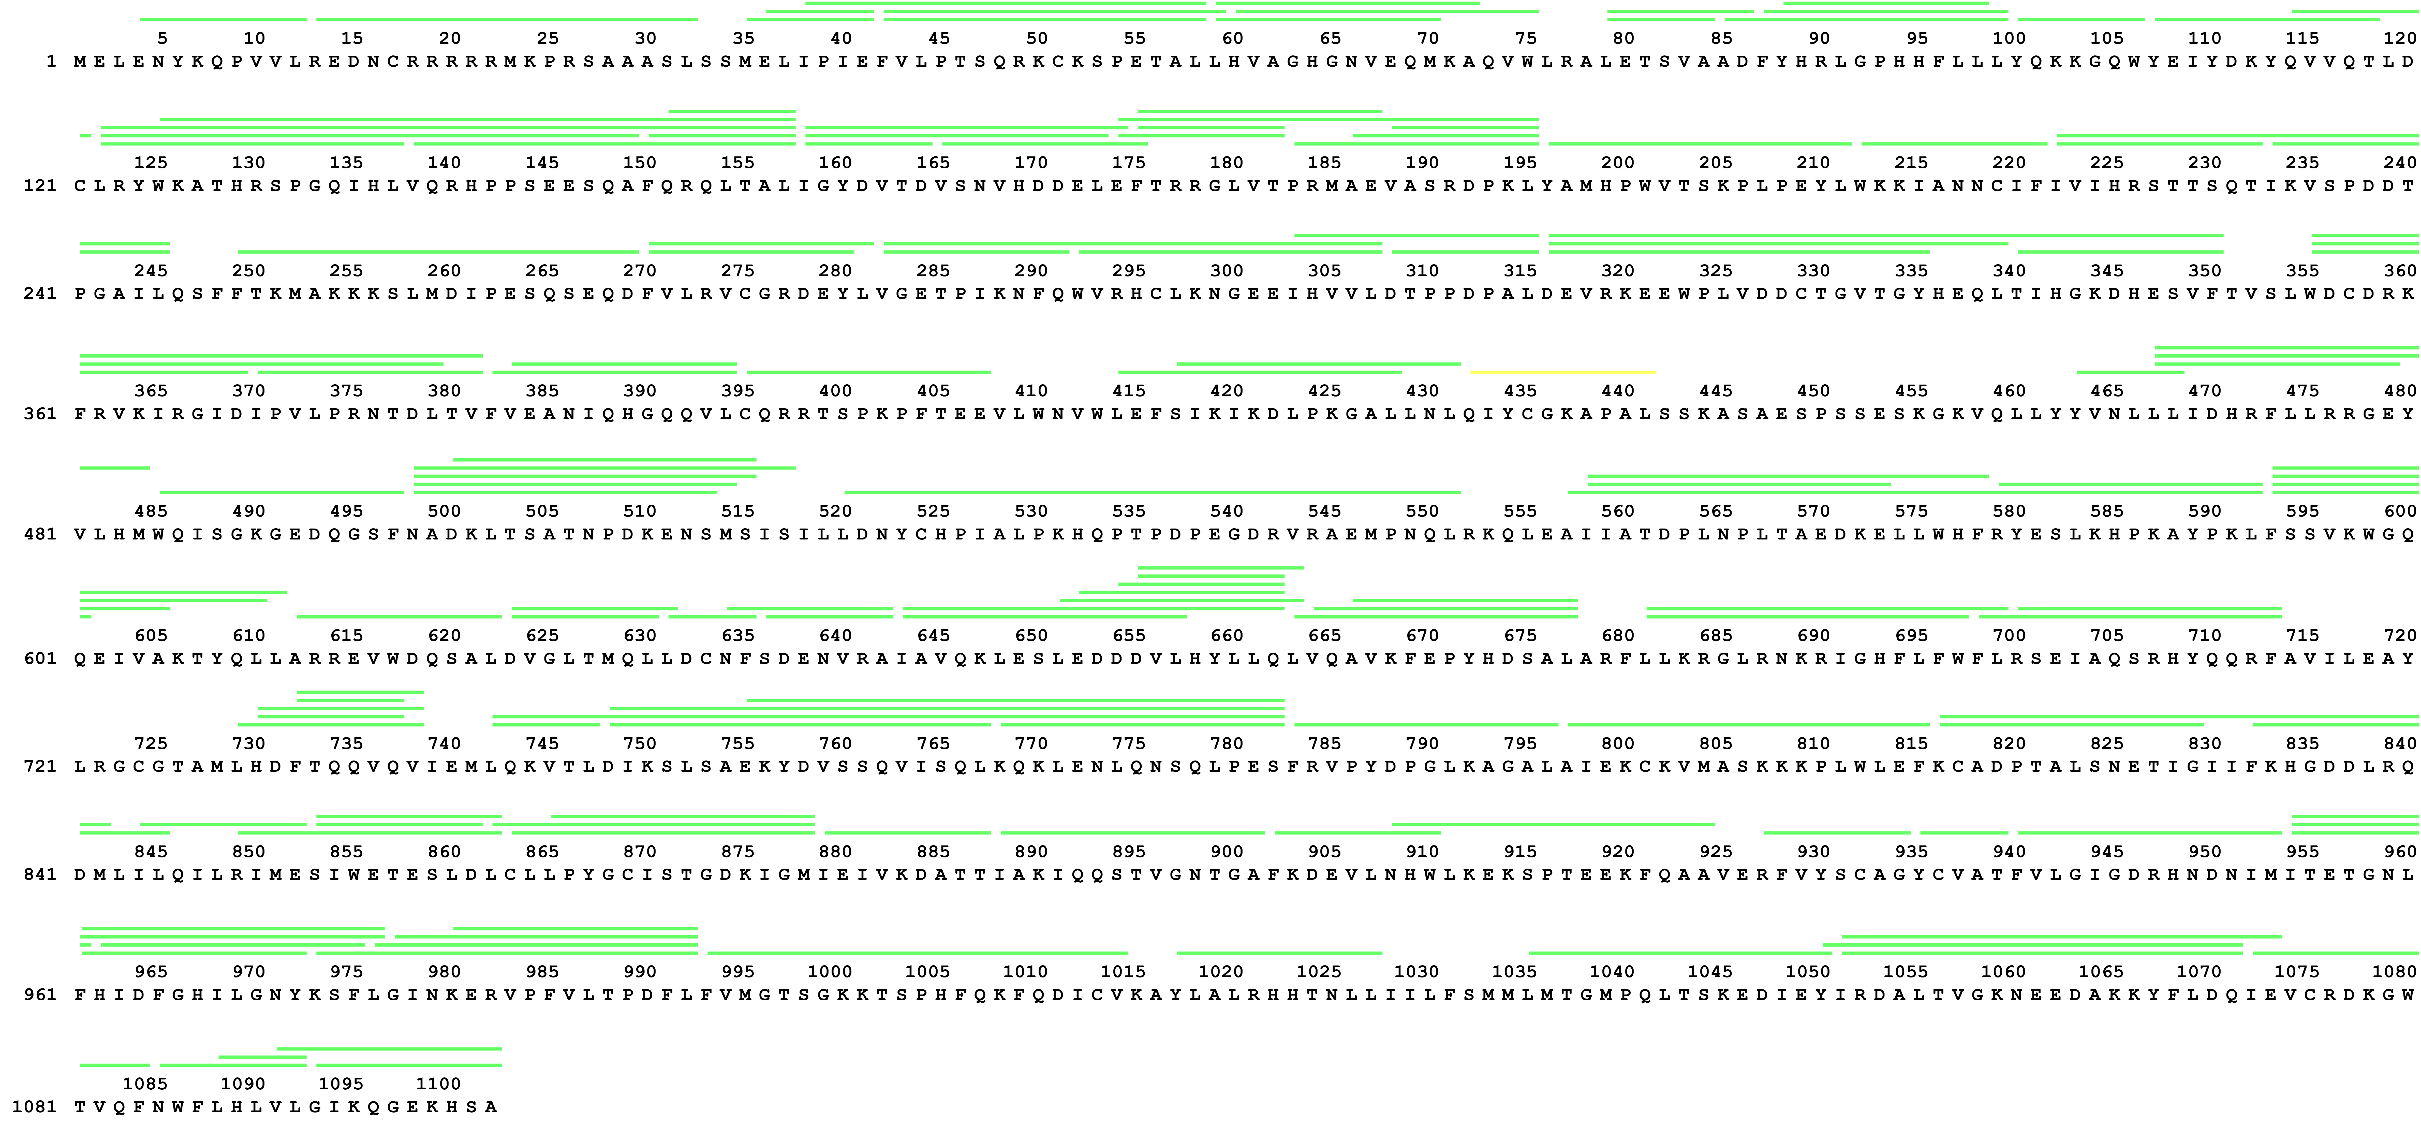 5 10 15 20 25 30 35 40 45 50 55 60 65 70 75 80 85 90 95 100 105 110 115 120
1 M E L E N Y K Q P V V L R E D N C R R R R R M K P R S A A A S L S S M E L I P I E F V L P T S Q R K C K S P E T A L L H V A G H G N V E Q M K A Q V W L R A L E T S V A A D F Y H R L G P H H F L L L Y Q K K G Q W Y E I Y D K Y Q V V Q T L D
125 130 135 140 145 150 155 160 165 170 175 180 185 190 195 200 205 210 215 220 225 230 235 240
121 C L R Y W K A T H R S P G Q I H L V Q R H P P S E E S Q A F Q R Q L T A L I G Y D V T D V S N V H D D E L E F T R R G L V T P R M A E V A S R D P K L Y A M H P W V T S K P L P E Y L W K K I A N N C I F I V I H R S T T S Q T I K V S P D D T
245 250 255 260 265 270 275 280 285 290 295 300 305 310 315 320 325 330 335 340 345 350 355 360
241 P G A I L Q S F F T K M A K K K S L M D I P E S Q S E Q D F V L R V C G R D E Y L V G E T P I K N F Q W V R H C L K N G E E I H V V L D T P P D P A L D E V R K E E W P L V D D C T G V T G Y H E Q L T I H G K D H E S V F T V S L W D C D R K
365 370 375 380 385 390 395 400 405 410 415 420 425 430 435 440 445 450 455 460 465 470 475 480
361 F R V K I R G I D I P V L P R N T D L T V F V E A N I Q H G Q Q V L C Q R R T S P K P F T E E V L W N V W L E F S I K I K D L P K G A L L N L Q I Y C G K A P A L S S K A S A E S P S S E S K G K V Q L L Y Y V N L L L I D H R F L L R R G E Y
485 490 495 500 505 510 515 520 525 530 535 540 545 550 555 560 565 570 575 580 585 590 595 600
481 V L H M W Q I S G K G E D Q G S F N A D K L T S A T N P D K E N S M S I S I L L D N Y C H P I A L P K H Q P T P D P E G D R V R A E M P N Q L R K Q L E A I I A T D P L N P L T A E D K E L L W H F R Y E S L K H P K A Y P K L F S S V K W G Q
605 610 615 620 625 630 635 640 645 650 655 660 665 670 675 680 685 690 695 700 705 710 715 720
601 Q E I V A K T Y Q L L A R R E V W D Q S A L D V G L T M Q L L D C N F S D E N V R A I A V Q K L E S L E D D D V L H Y L L Q L V Q A V K F E P Y H D S A L A R F L L K R G L R N K R I G H F L F W F L R S E I A Q S R H Y Q Q R F A V I L E A Y
725 730 735 740 745 750 755 760 765 770 775 780 785 790 795 800 805 810 815 820 825 830 835 840
721 L R G C G T A M L H D F T Q Q V Q V I E M L Q K V T L D I K S L S A E K Y D V S S Q V I S Q L K Q K L E N L Q N S Q L P E S F R V P Y D P G L K A G A L A I E K C K V M A S K K K P L W L E F K C A D P T A L S N E T I G I I F K H G D D L R Q
845 850 855 860 865 870 875 880 885 890 895 900 905 910 915 920 925 930 935 940 945 950 955 960
841 D M L I L Q I L R I M E S I W E T E S L D L C L L P Y G C I S T G D K I G M I E I V K D A T T I A K I Q Q S T V G N T G A F K D E V L N H W L K E K S P T E E K F Q A A V E R F V Y S C A G Y C V A T F V L G I G D R H N D N I M I T E T G N L
965 970 975 980 985 990 995 1000 1005 1010 1015 1020 1025 1030 1035 1040 1045 1051 1055 1060 1065 1070 1075 1080
961 F H I D F G H I L G N Y K S F L G I N K E R V P F V L T P D F L F V M G T S G K K T S P H F Q K F Q D I C V K A Y L A L R H H T N L L I I L F S M M L M T G M P Q L T S K E D I E Y I R D A L T V G K N E E D A K K Y F L D Q I E V C R D K G W
1085 1090 1095 1100
1081 T V Q F N W F L H L V L G I K Q G E K H S A